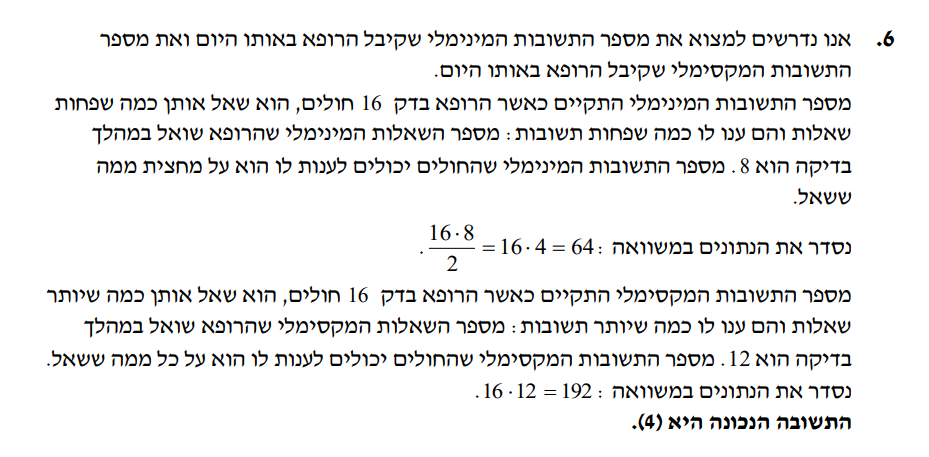 6. אנו נדרשים למצוא את מספר התשובות המינימלי שקיבל הרופא באותו היום ואת מספר
התשובות המקסימלי שקיבל הרופא באותו היום.
מספר התשובות המינימלי התקיים כאשר הרופא בדק 16 חולים, הוא שאל אותן כמה שפחות
שאלות והם ענו לו כמה שפחות תשובות: מספר השאלות המינימלי שהרופא שואל במהלך
בדיקה הוא 8. מספר התשובות המינימלי שהחולים יכולים לענות לו הוא על מחצית ממה
ששאל.
נסדר את הנתונים במשוואה: \frac{16 \cdot 8}{2} = 16 \cdot 4 = 64.
מספר התשובות המקסימלי התקיים כאשר הרופא בדק 16 חולים, הוא שאל אותן כמה שיותר
שאלות והם ענו לו כמה שיותר תשובות: מספר השאלות המקסימלי שהרופא שואל במהלך
בדיקה הוא 12. מספר התשובות המקסימלי שהחולים יכולים לענות לו הוא על כל ממה ששאל.
נסדר את הנתונים במשוואה: 16 \cdot 12 = 192.
התשובה הנכונה היא (4).